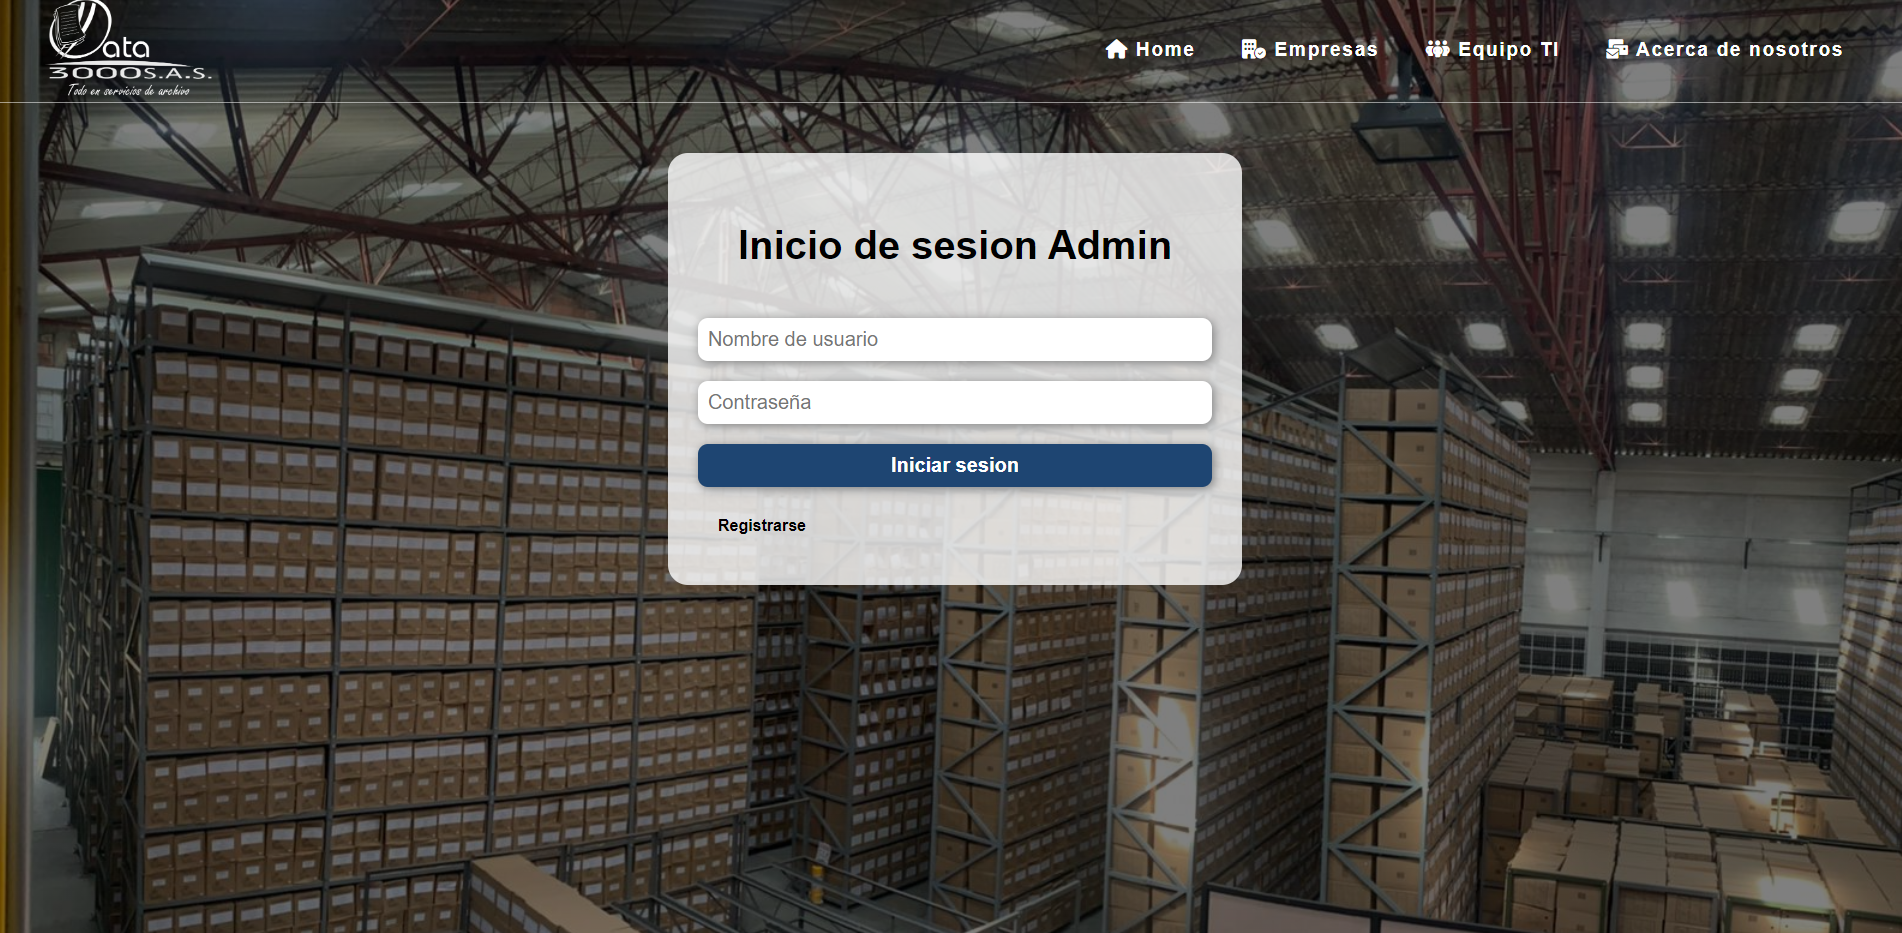 Data
3000S.A.S.
Todo en servicios de archivo
Home
Empresas
Equipo TI
Acerca de nosotros
Inicio de sesion Admin
Nombre de usuario
Contraseña
Iniciar sesion
Registrarse